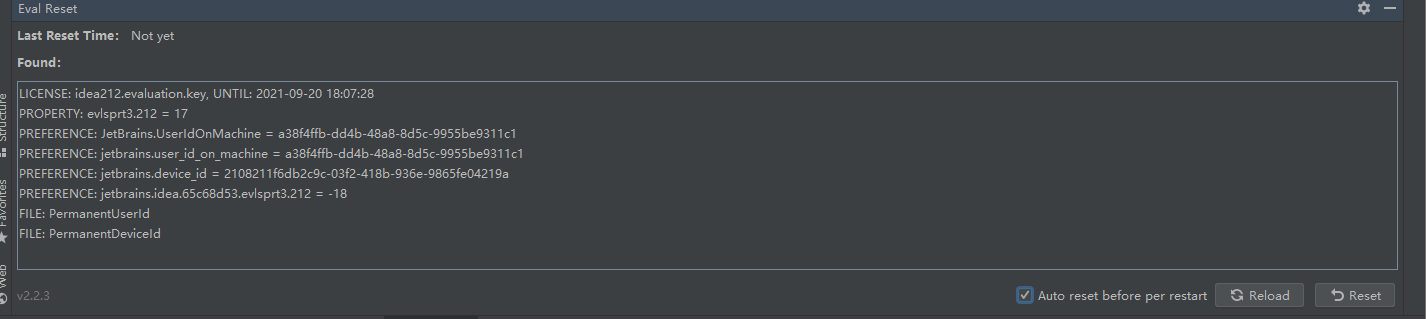 Eval Reset
Last Reset Time: Not yet
Found:
LICENSE: idea212.evaluation.key, UNTIL: 2021-09-20 18:07:28
PROPERTY: evlsprt3.212 = 17
PREFERENCE: JetBrains.UserIdOnMachine = a38f4ffb-dd4b-48a8-8d5c-9955be9311c1
PREFERENCE: jetbrains.user_id_on_machine = a38f4ffb-dd4b-48a8-8d5c-9955be9311c1
PREFERENCE: jetbrains.device_id = 2108211f6db2c9c-03f2-418b-936e-9865fe04219a
PREFERENCE: jetbrains.idea.65c68d53.evlsprt3.212 = -18
FILE: PermanentUserId
FILE: PermanentDeviceId
v2.2.3
Auto reset before per restart
Reload
Reset
Structure
Favorites
Web